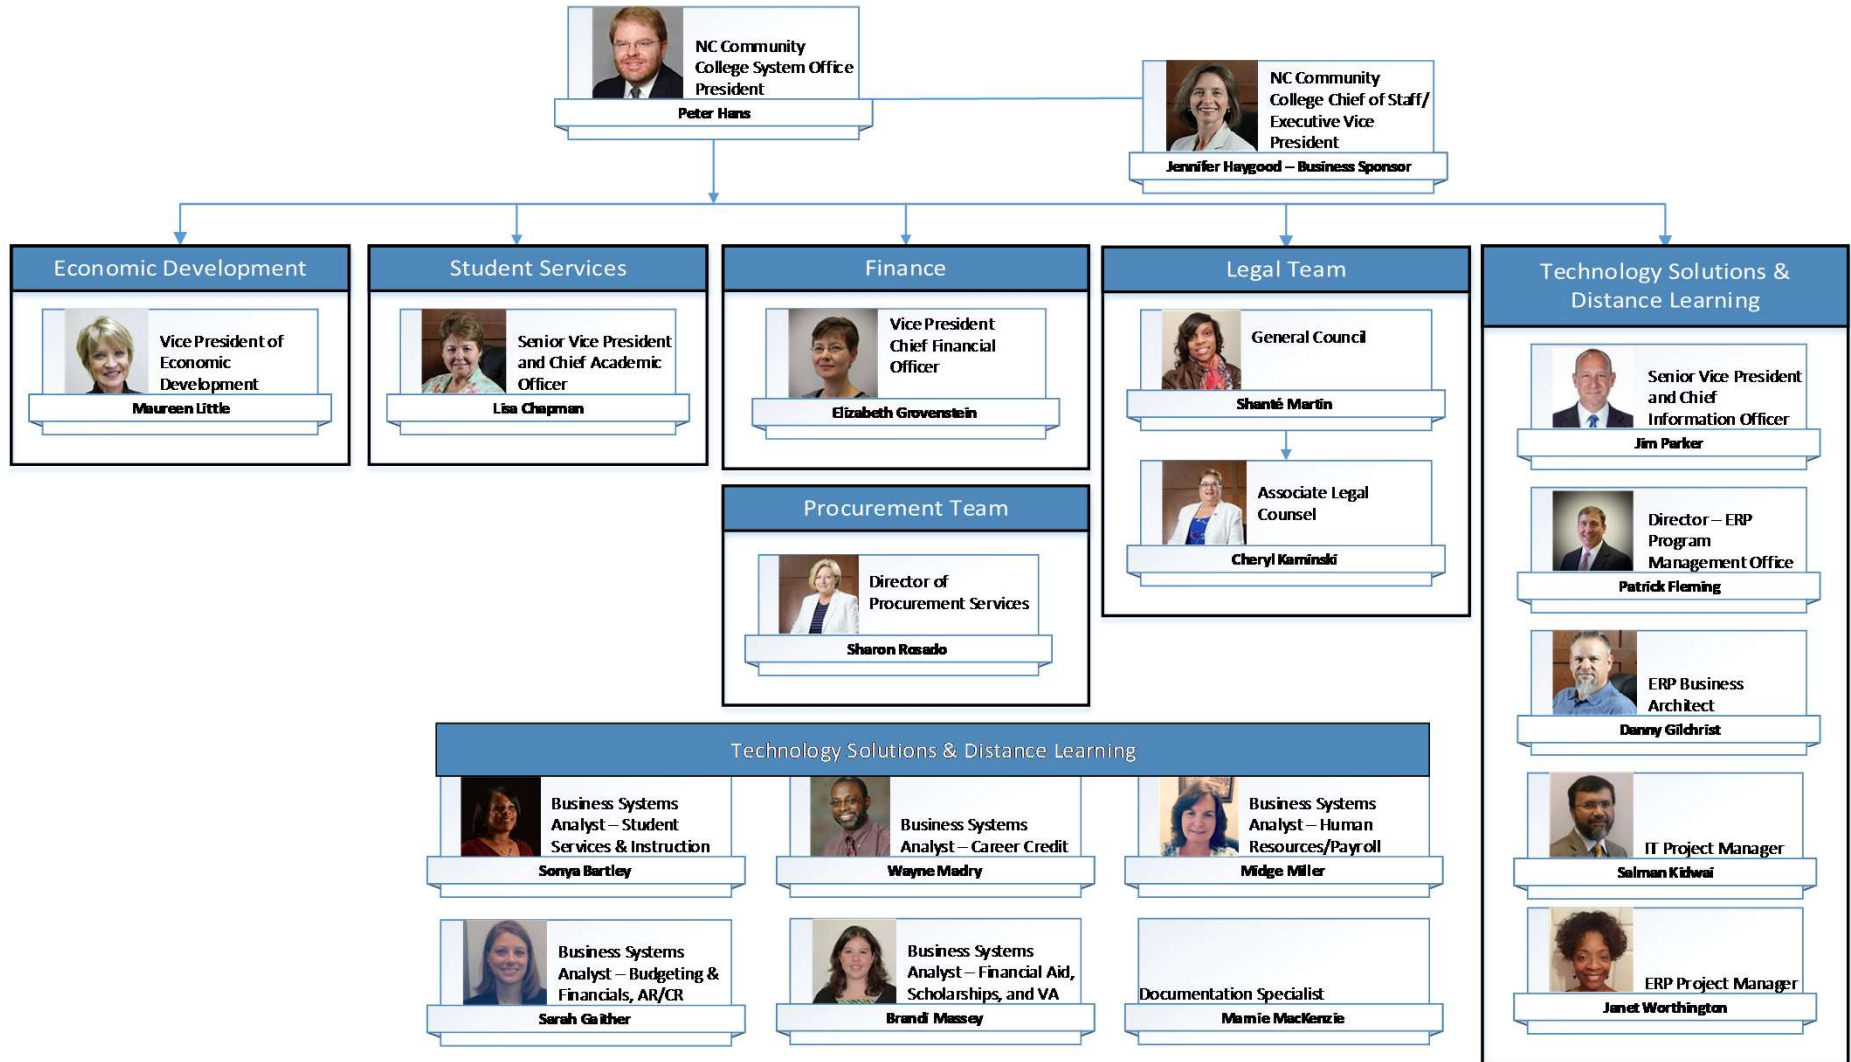 NC Community
College System Office
President
Peter Hans
NC Community
College Chief of Staff/
Executive Vice
President
Jennifer Haygood – Business Sponsor
Economic Development
Vice President of
Economic
Development
Maureen Little
Student Services
Senior Vice President
and Chief Academic
Officer
Lisa Chapman
Finance
Vice President
Chief Financial
Officer
Elizabeth Grovenstein
Legal Team
General Council
Shanté Martin
Associate Legal
Counsel
Cheryl Kaminski
Technology Solutions &
Distance Learning
Senior Vice President
and Chief
Information Officer
Jim Parker
Director – ERP
Program
Management Office
Patrick Fleming
ERP Business
Architect
Danny Gilchrist
IT Project Manager
Salman Kidwai
ERP Project Manager
Janet Worthington
Procurement Team
Director of
Procurement Services
Sharon Rosado
Technology Solutions & Distance Learning
Business Systems
Analyst – Student
Services & Instruction
Sonya Bartley
Business Systems
Analyst – Career Credit
Wayne Madry
Business Systems
Analyst – Human
Resources/Payroll
Midge Miller
Business Systems
Analyst – Budgeting &
Financials, AR/CR
Sarah Gaither
Business Systems
Analyst – Financial Aid,
Scholarships, and VA
Brandi Massey
Documentation Specialist
Mamie MacKenzie